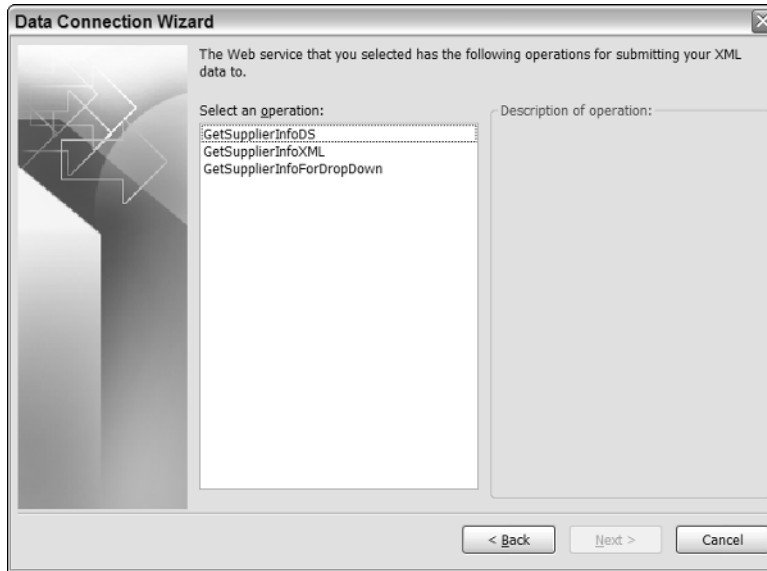 Data Connection Wizard
The Web service that you selected has the following operations for submitting your XML
data to.
Select an operation:
Description of operation:
GetSupplierInfoDS
GetSupplierInfoXML
GetSupplierInfoForDropDown
< Back
Next >
Cancel